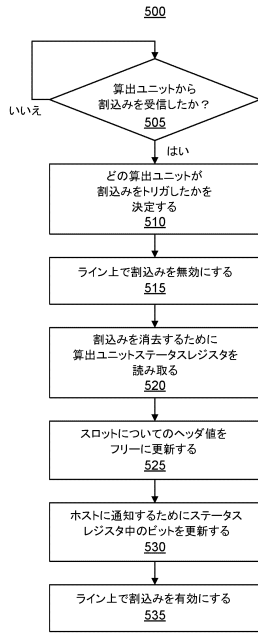 500
算出ユニットから
割込みを受信したか？
505
いいえ
はい
どの算出ユニットが
割込みをトリガしたかを
決定する
510
ライン上で割込みを無効にする
515
割込みを消去するために
算出ユニットステータスレジスタを
読み取る
520
スロットについてのヘッダ値を
フリーに更新する
525
ホストに通知するためにステータス
レジスタ中のビットを更新する
530
ライン上で割込みを有効にする
535